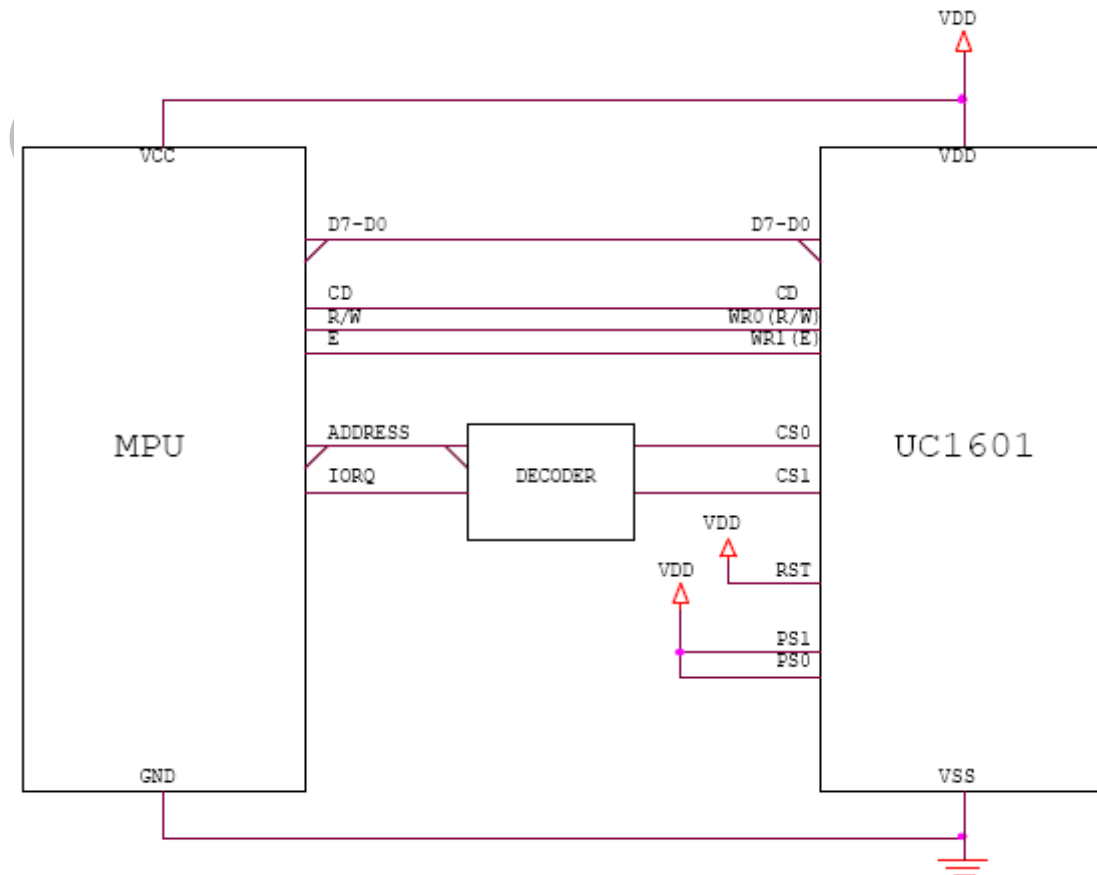 VDD
VCC VDD
D7-D0 D7-D0
CD CD
R/W WR0(R/W)
E WR1(E)
ADDRESS CS0
MPU DECODER UC1601
IORQ CS1
VDD
VDD RST
PS1
PS0
GND VSS